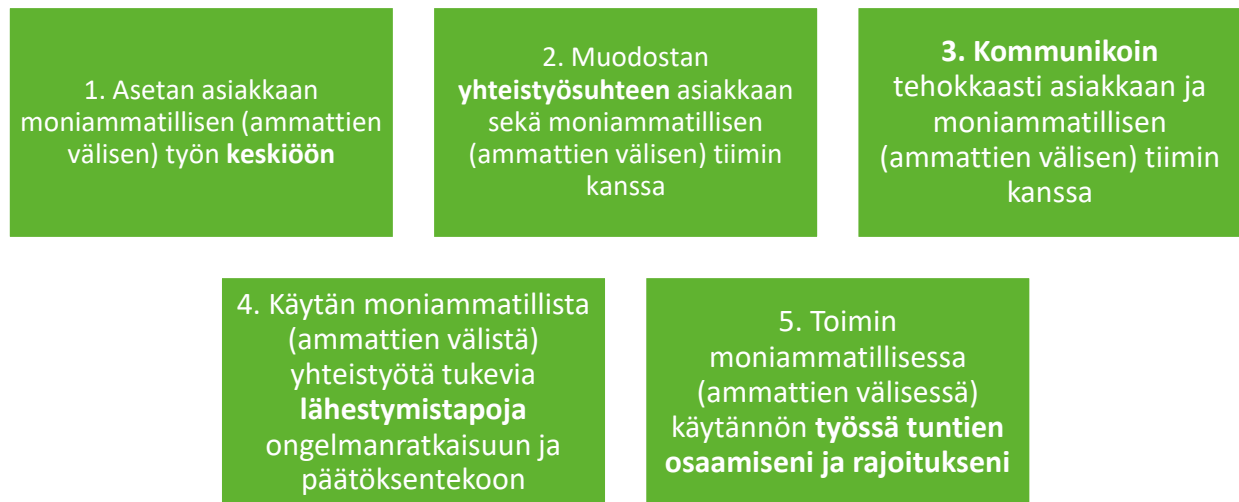 1. Asetan asiakkaan
moniammatillisen (ammattien
välisen) työn keskiöön
2. Muodostan
yhteistyösuhteen asiakkaan
sekä moniammatillisen
(ammattien välisen) tiimin
kanssa
3. Kommunikoin
tehokkaasti asiakkaan ja
moniammatillisen
(ammattien välisen) tiimin
kanssa
4. Käytän moniammatillista
(ammattien välistä)
yhteistyötä tukevia
lähestymistapoja
ongelmanratkaisuun ja
päätöksentekoon
5. Toimin
moniammatillisessa
(ammattien välisessä)
käytännön työssä tuntien
osaamiseni ja rajoitukseni